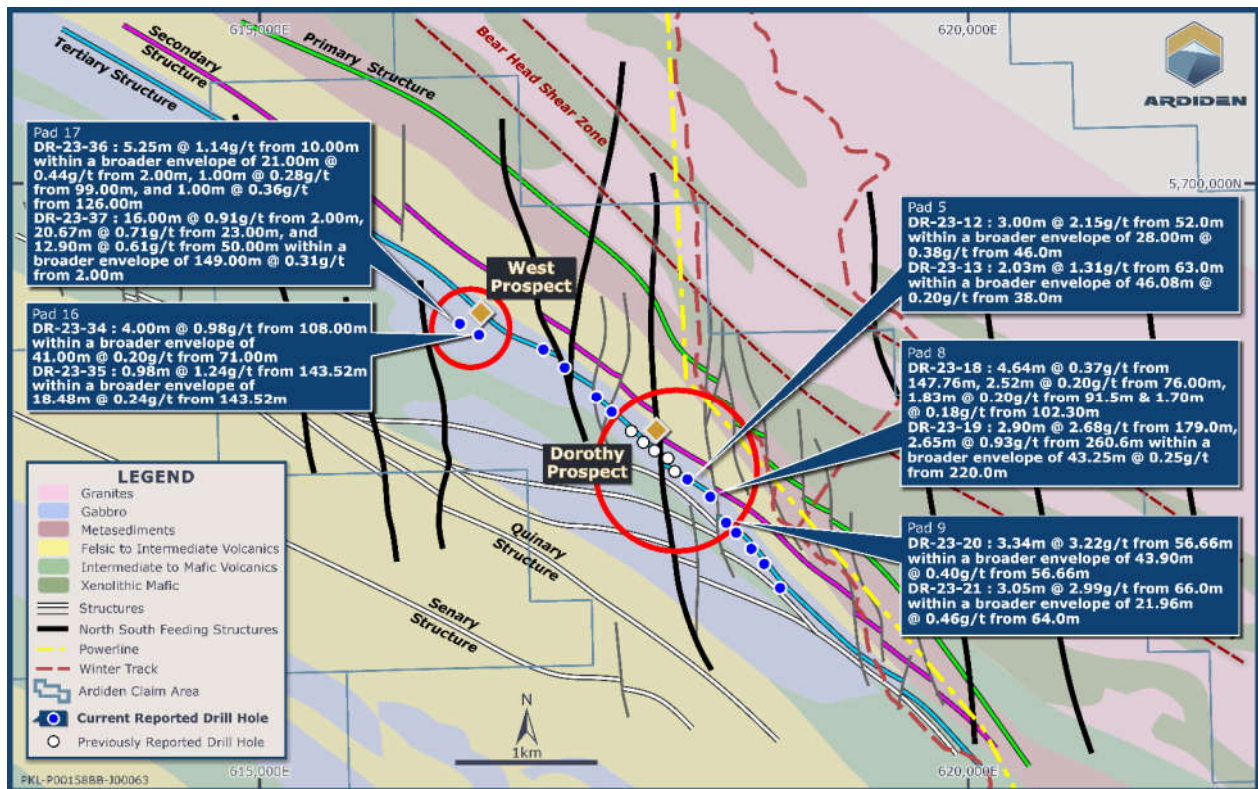 615,000E
620,000E
Secondary
Structure
Tertiary Structure
Primary Structure
Bear Head Shear Zone
ARDIDEN
5,700,000N
Pad 17
DR-23-36 : 5.25m @ 1.14g/t from 10.00m
within a broader envelope of 21.00m @
0.44g/t from 2.00m, 1.00m @ 0.28g/t
from 99.00m, and 1.00m @ 0.36g/t
from 126.00m
DR-23-37 : 16.00m @ 0.91g/t from 2.00m,
20.67m @ 0.71g/t from 23.00m, and
12.90m @ 0.61g/t from 50.00m within a
broader envelope of 149.00m @ 0.31g/t
from 2.00m
Pad 16
DR-23-34 : 4.00m @ 0.98g/t from 108.00m
within a broader envelope of
41.00m @ 0.20g/t from 71.00m
DR-23-35 : 0.98m @ 1.24g/t from 143.52m
within a broader envelope of
18.48m @ 0.24g/t from 143.52m
West
Prospect
Dorothy
Prospect
Pad 5
DR-23-12 : 3.00m @ 2.15g/t from 52.0m
within a broader envelope of 28.00m @
0.38g/t from 46.0m
DR-23-13 : 2.03m @ 1.31g/t from 63.0m
within a broader envelope of 46.08m @
0.20g/t from 38.0m
Pad 8
DR-23-18 : 4.64m @ 0.37g/t from
147.76m, 2.52m @ 0.20g/t from 76.00m,
1.83m @ 0.20g/t from 91.5m & 1.70m
@ 0.18g/t from 102.30m
DR-23-19 : 2.90m @ 2.68g/t from 179.0m,
2.65m @ 0.93g/t from 260.6m within a
broader envelope of 43.25m @ 0.25g/t
from 220.0m
Pad 9
DR-23-20 : 3.34m @ 3.22g/t from 56.66m
within a broader envelope of 43.90m
@ 0.40g/t from 56.66m
DR-23-21 : 3.05m @ 2.99g/t from 66.0m
within a broader envelope of 21.96m
@ 0.46g/t from 64.0m
Quinary
Structure
Senary
Structure
LEGEND
Granites
Gabbro
Metasediments
Felsic to Intermediate Volcanics
Intermediate to Mafic Volcanics
Xenolithic Mafic
Structures
North South Feeding Structures
Powerline
Winter Track
Ardiden Claim Area
Current Reported Drill Hole
Previously Reported Drill Hole
N
1km
PKL-P00158BB-J00063
615,000E
620,000E